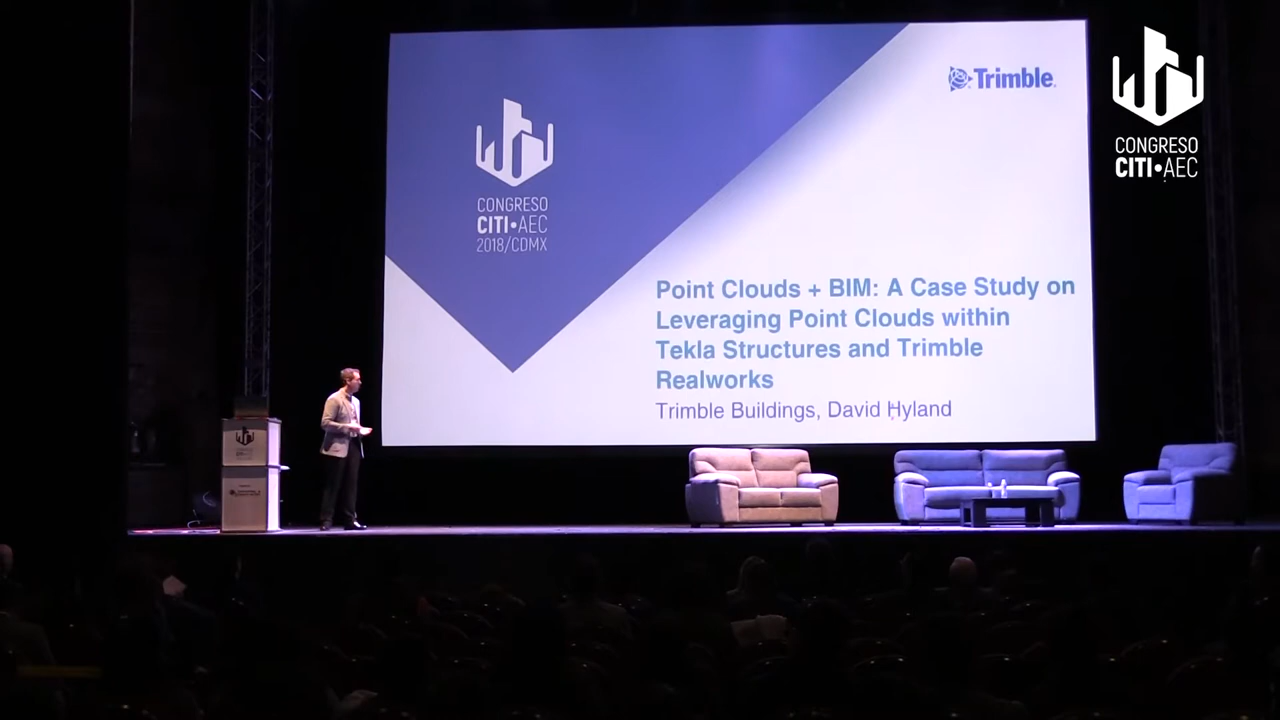 Trimble
CONGRESO
CITI•AEC
CONGRESO
CITI•AEC
2018/CDMX
Point Clouds + BIM: A Case Study on
Leveraging Point Clouds within
Tekla Structures and Trimble
Realworks
Trimble Buildings, David Hyland